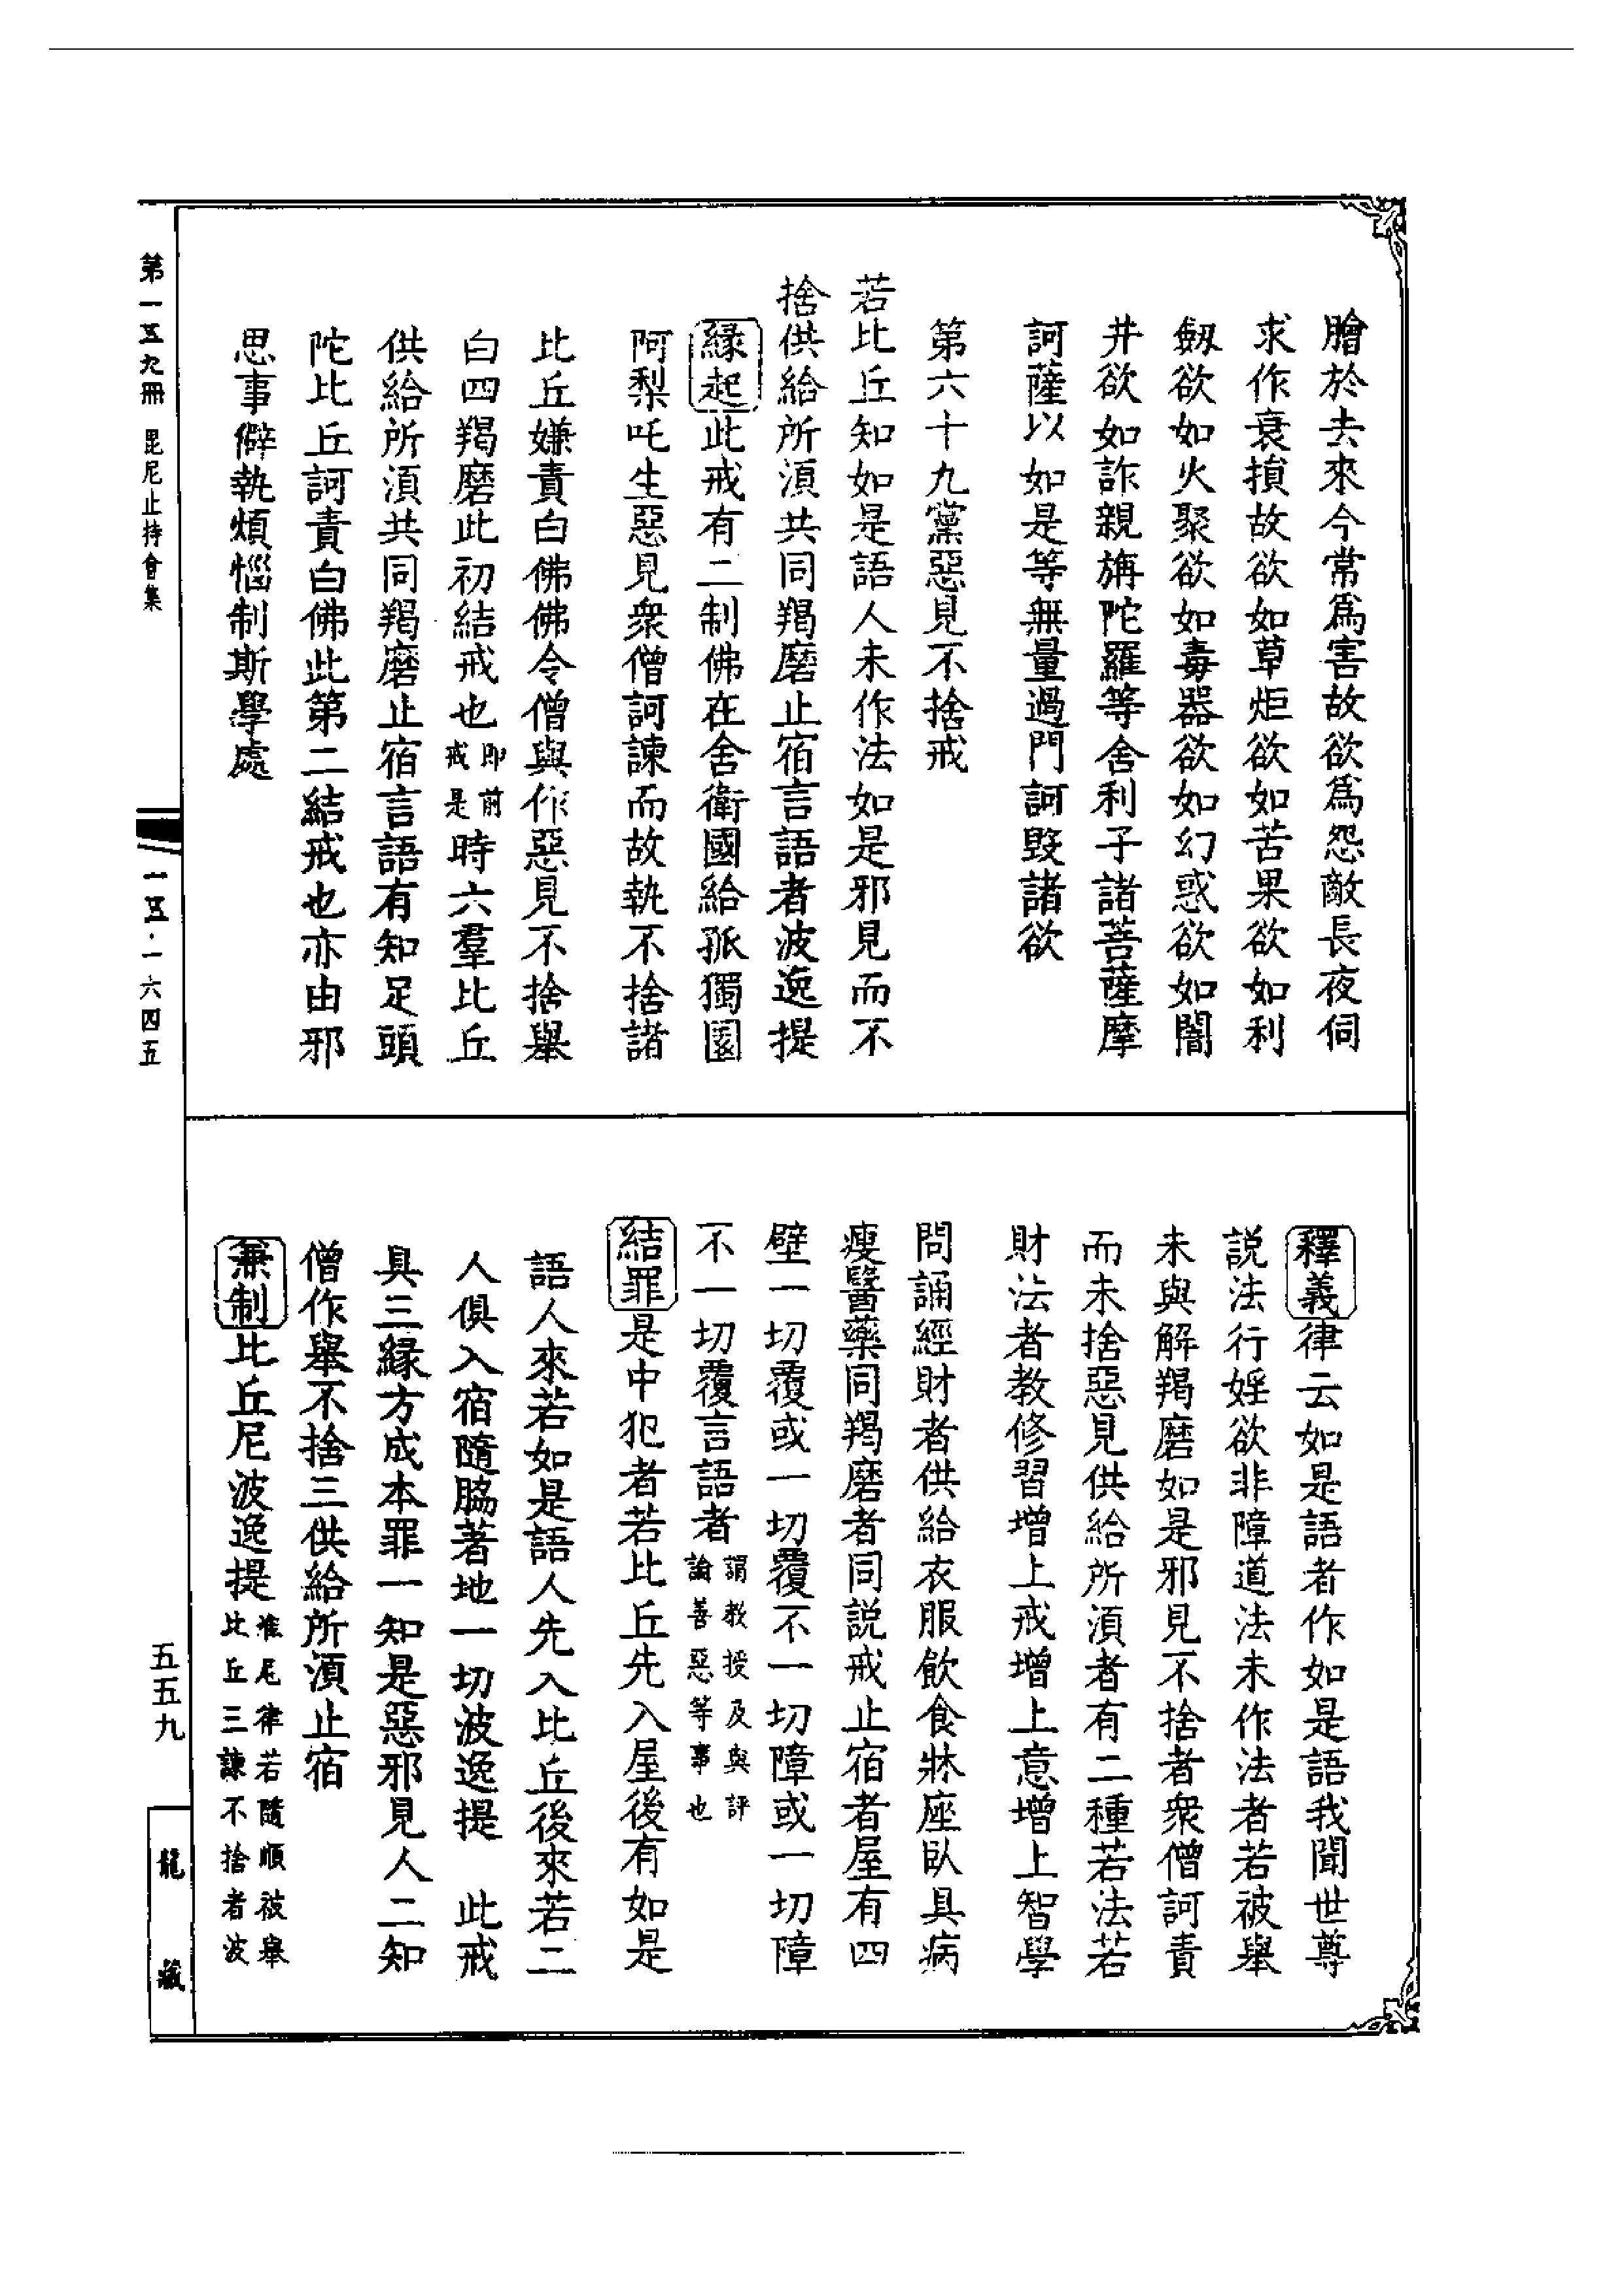 膾於去來今常爲害故欲爲怨敵長夜伺
求作衰損故欲如草炬欲如苦果欲如利
劔欲如火聚欲如毒器欲如幻惑欲如闇
井欲如詐親旃陀羅等舍利子諸菩薩摩
訶薩以如是等無量過門訶毀諸欲
第六十九黨惡見不捨戒
若比丘知如是語人未作法如是邪見而不
捨供給所須共同羯磨止宿言語者波逸提
緣起此戒有二制佛在舍衛國給孤獨園
阿梨吒生惡見衆僧訶諫而故執不捨諸
比丘嫌責白佛佛令僧與作惡見不捨舉
白四羯磨此初結戒也即前戒是時六羣比丘
供給所須共同羯磨止宿言語有知足頭
陀比丘訶責白佛此第二結戒也亦由邪
思事僻執煩惱制斯學處
釋義律云如是語者作如是語我聞世尊
説法行婬欲非障道法未作法者若被舉
未與解羯磨如是邪見不捨者衆僧訶責
而未捨惡見供給所須者有二種若法若
財法者教修習增上戒增上意增上智學
問誦經財者供給衣服飲食牀座臥具病
瘦醫藥同羯磨者同説戒止宿者屋有四
壁一切覆或一切覆不一切障或一切障
不一切覆言語者謂教授及與評論善惡等事也
結罪是中犯者若比丘先入屋後有如是
語人來若如是語人先入比丘後來若二
人俱入宿隨脇著地一切波逸提　此戒
具三緣方成本罪一知是惡邪見人二知
僧作舉不捨三供給所須止宿
兼制比丘尼波逸提準尼律若隨順彼舉比丘三諫不捨者波
第一五九冊　毘尼止持會集
一五·一六四五
五五九
龍藏